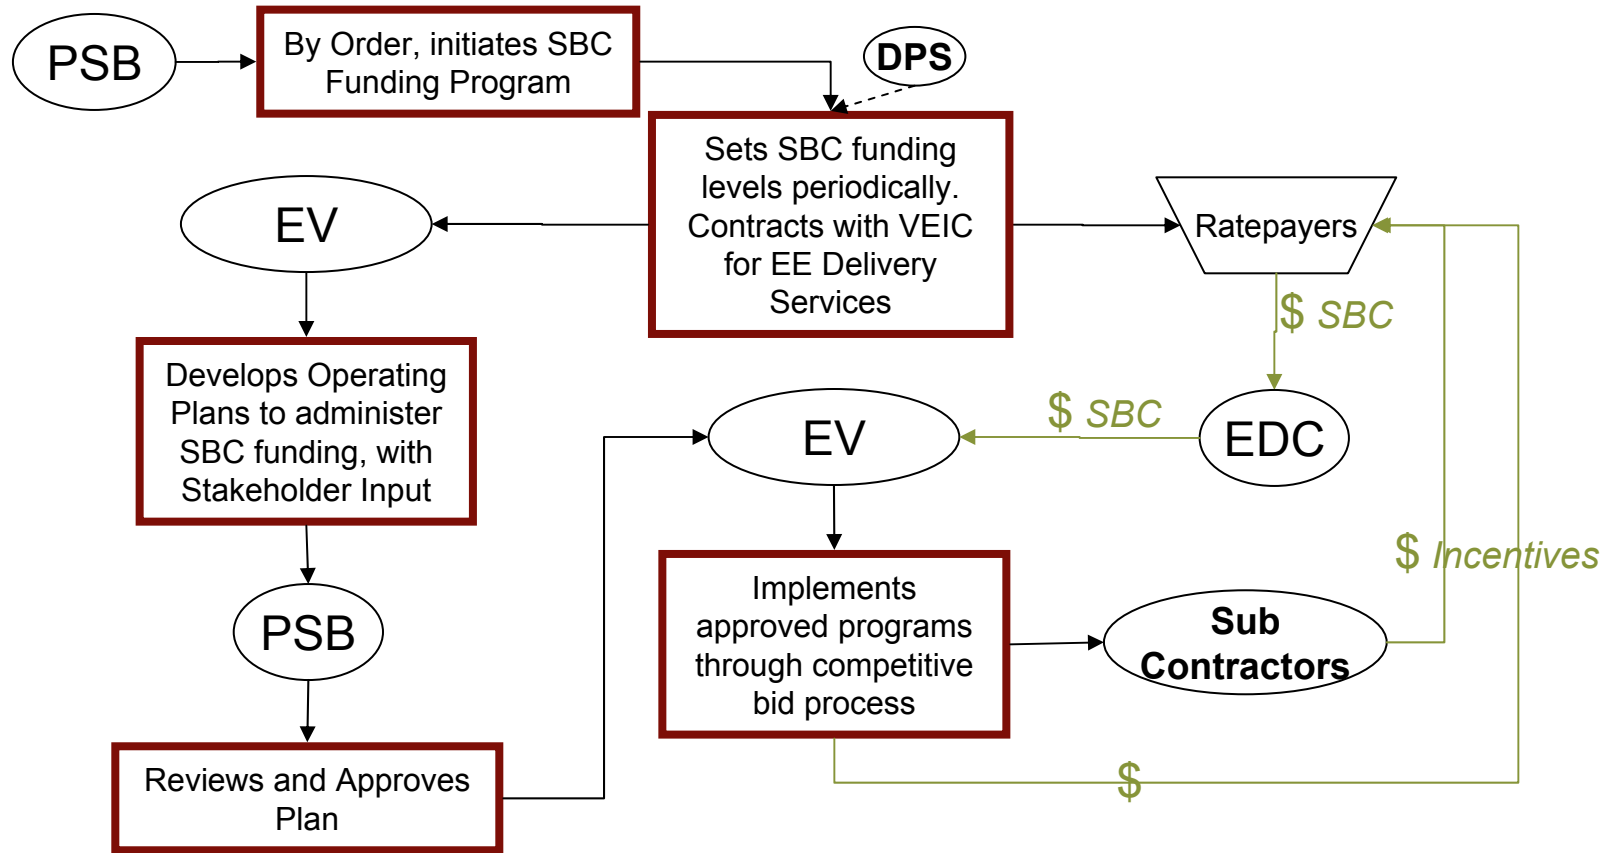 PSB
By Order, initiates SBC
Funding Program
DPS
Sets SBC funding
levels periodically.
Contracts with VEIC
for EE Delivery
Services
EV
Ratepayers
$ SBC
Develops Operating
Plans to administer
SBC funding, with
Stakeholder Input
EV
$ SBC
EDC
$ Incentives
PSB
Implements
approved programs
through competitive
bid process
Sub
Contractors
Reviews and Approves
Plan
$